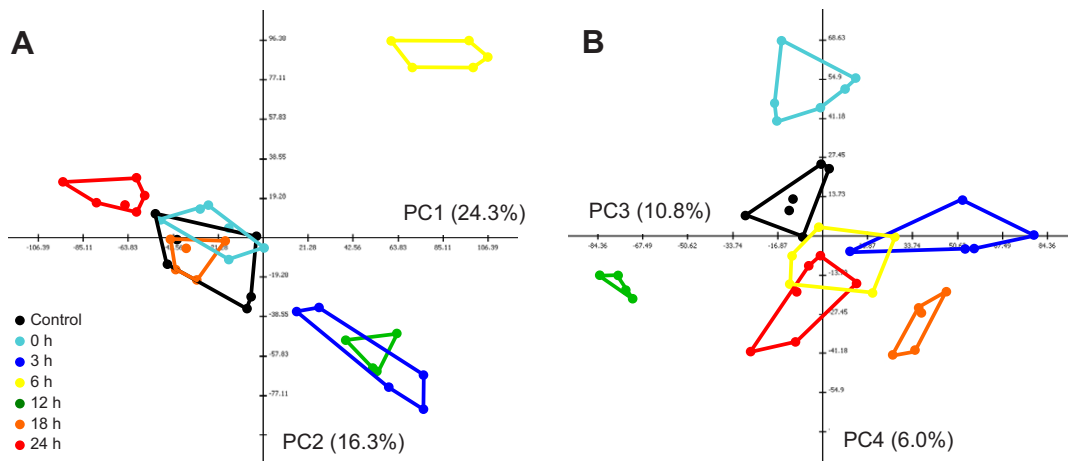 A
96.38
77.11
57.83
38.55
19.28
PC1 (24.3%)
-106.39
-85.11
-63.83
21.28
42.56
63.83
85.11
106.39
-19.28
-38.55
-57.83
-77.11
PC2 (16.3%)
Control
0 h
3 h
6 h
12 h
18 h
24 h
B
68.63
54.9
41.18
27.45
13.73
PC3 (10.8%)
-84.36
-67.49
-50.62
-33.74
-16.87
33.74
84.36
-27.45
-41.18
-54.9
PC4 (6.0%)